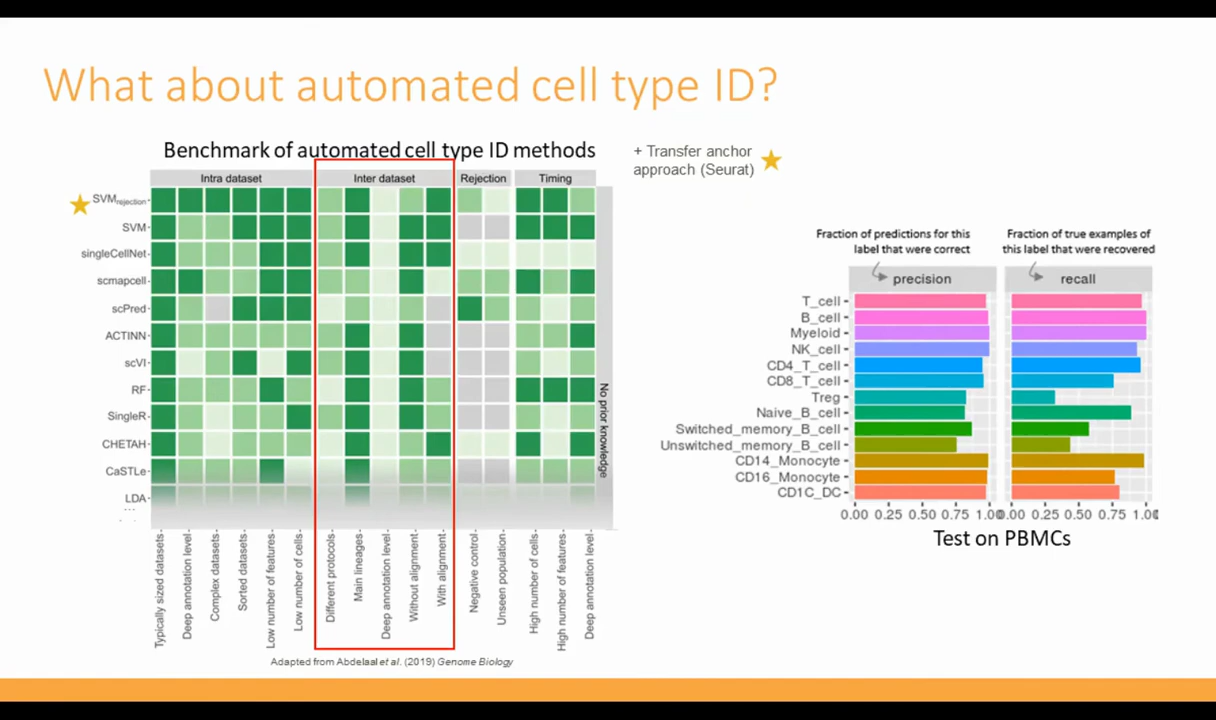 What about automated cell type ID?
Benchmark of automated cell type ID methods
+ Transfer anchor
approach (Seurat)
Intra dataset
Inter dataset
Rejection
Timing
SVMrejection
SVM
singleCellNet
scmapcell
scPred
ACTINN
scVI
RF
SingleR
CHETAH
CaSTLe
LDA
...
No prior knowledge
Typically sized datasets
Deep annotation level
Complex datasets
Sorted datasets
Low number of features
Low number of cells
Different protocols
Main lineages
Deep annotation level
Without alignment
With alignment
Negative control
Unseen population
High number of cells
High number of features
Deep annotation level
Adapted from Abdelaal et al. (2019) Genome Biology
Fraction of predictions for this
label that were correct
Fraction of true examples of
this label that were recovered
precision
recall
T_cell
B_cell
Myeloid
NK_cell
CD4_T_cell
CD8_T_cell
Treg
Naive_B_cell
Switched_memory_B_cell
Unswitched_memory_B_cell
CD14_Monocyte
CD16_Monocyte
CD1C_DC
0.00 0.25 0.50 0.75 1.00
0.00 0.25 0.50 0.75 1.00
Test on PBMCs